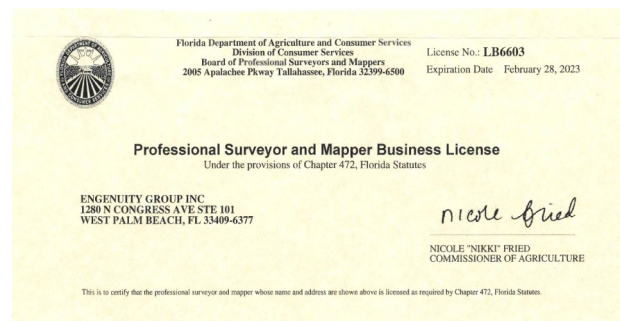 Florida Department of Agriculture and Consumer Services
Division of Consumer Services
Board of Professional Surveyors and Mappers
2005 Apalachee Pkway Tallahassee, Florida 32399-6500
License No.: LB6603
Expiration Date February 28, 2023
Professional Surveyor and Mapper Business License
Under the provisions of Chapter 472, Florida Statutes
ENGENUITY GROUP INC
1280 N CONGRESS AVE STE 101
WEST PALM BEACH, FL 33409-6377
Nicole Fried
NICOLE "NIKKI" FRIED
COMMISSIONER OF AGRICULTURE
This is to certify that the professional surveyor and mapper whose name and address are shown above is licensed as required by Chapter 472, Florida Statutes.